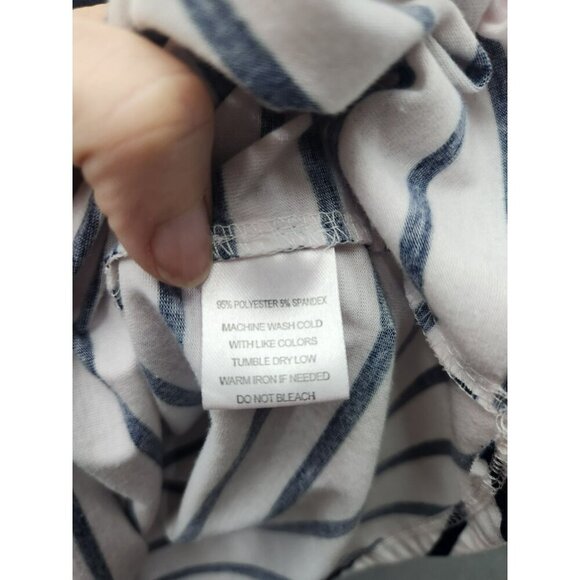 95% POLYESTER 5% SPANDEX
MACHINE WASH COLD
WITH LIKE COLORS
TUMBLE DRY LOW
WARM IRON IF NEEDED
DO NOT BLEACH